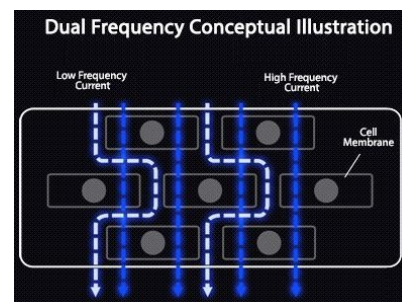 Dual Frequency Conceptual Illustration
Low Frequency
Current
High Frequency
Current
Cell
Membrane